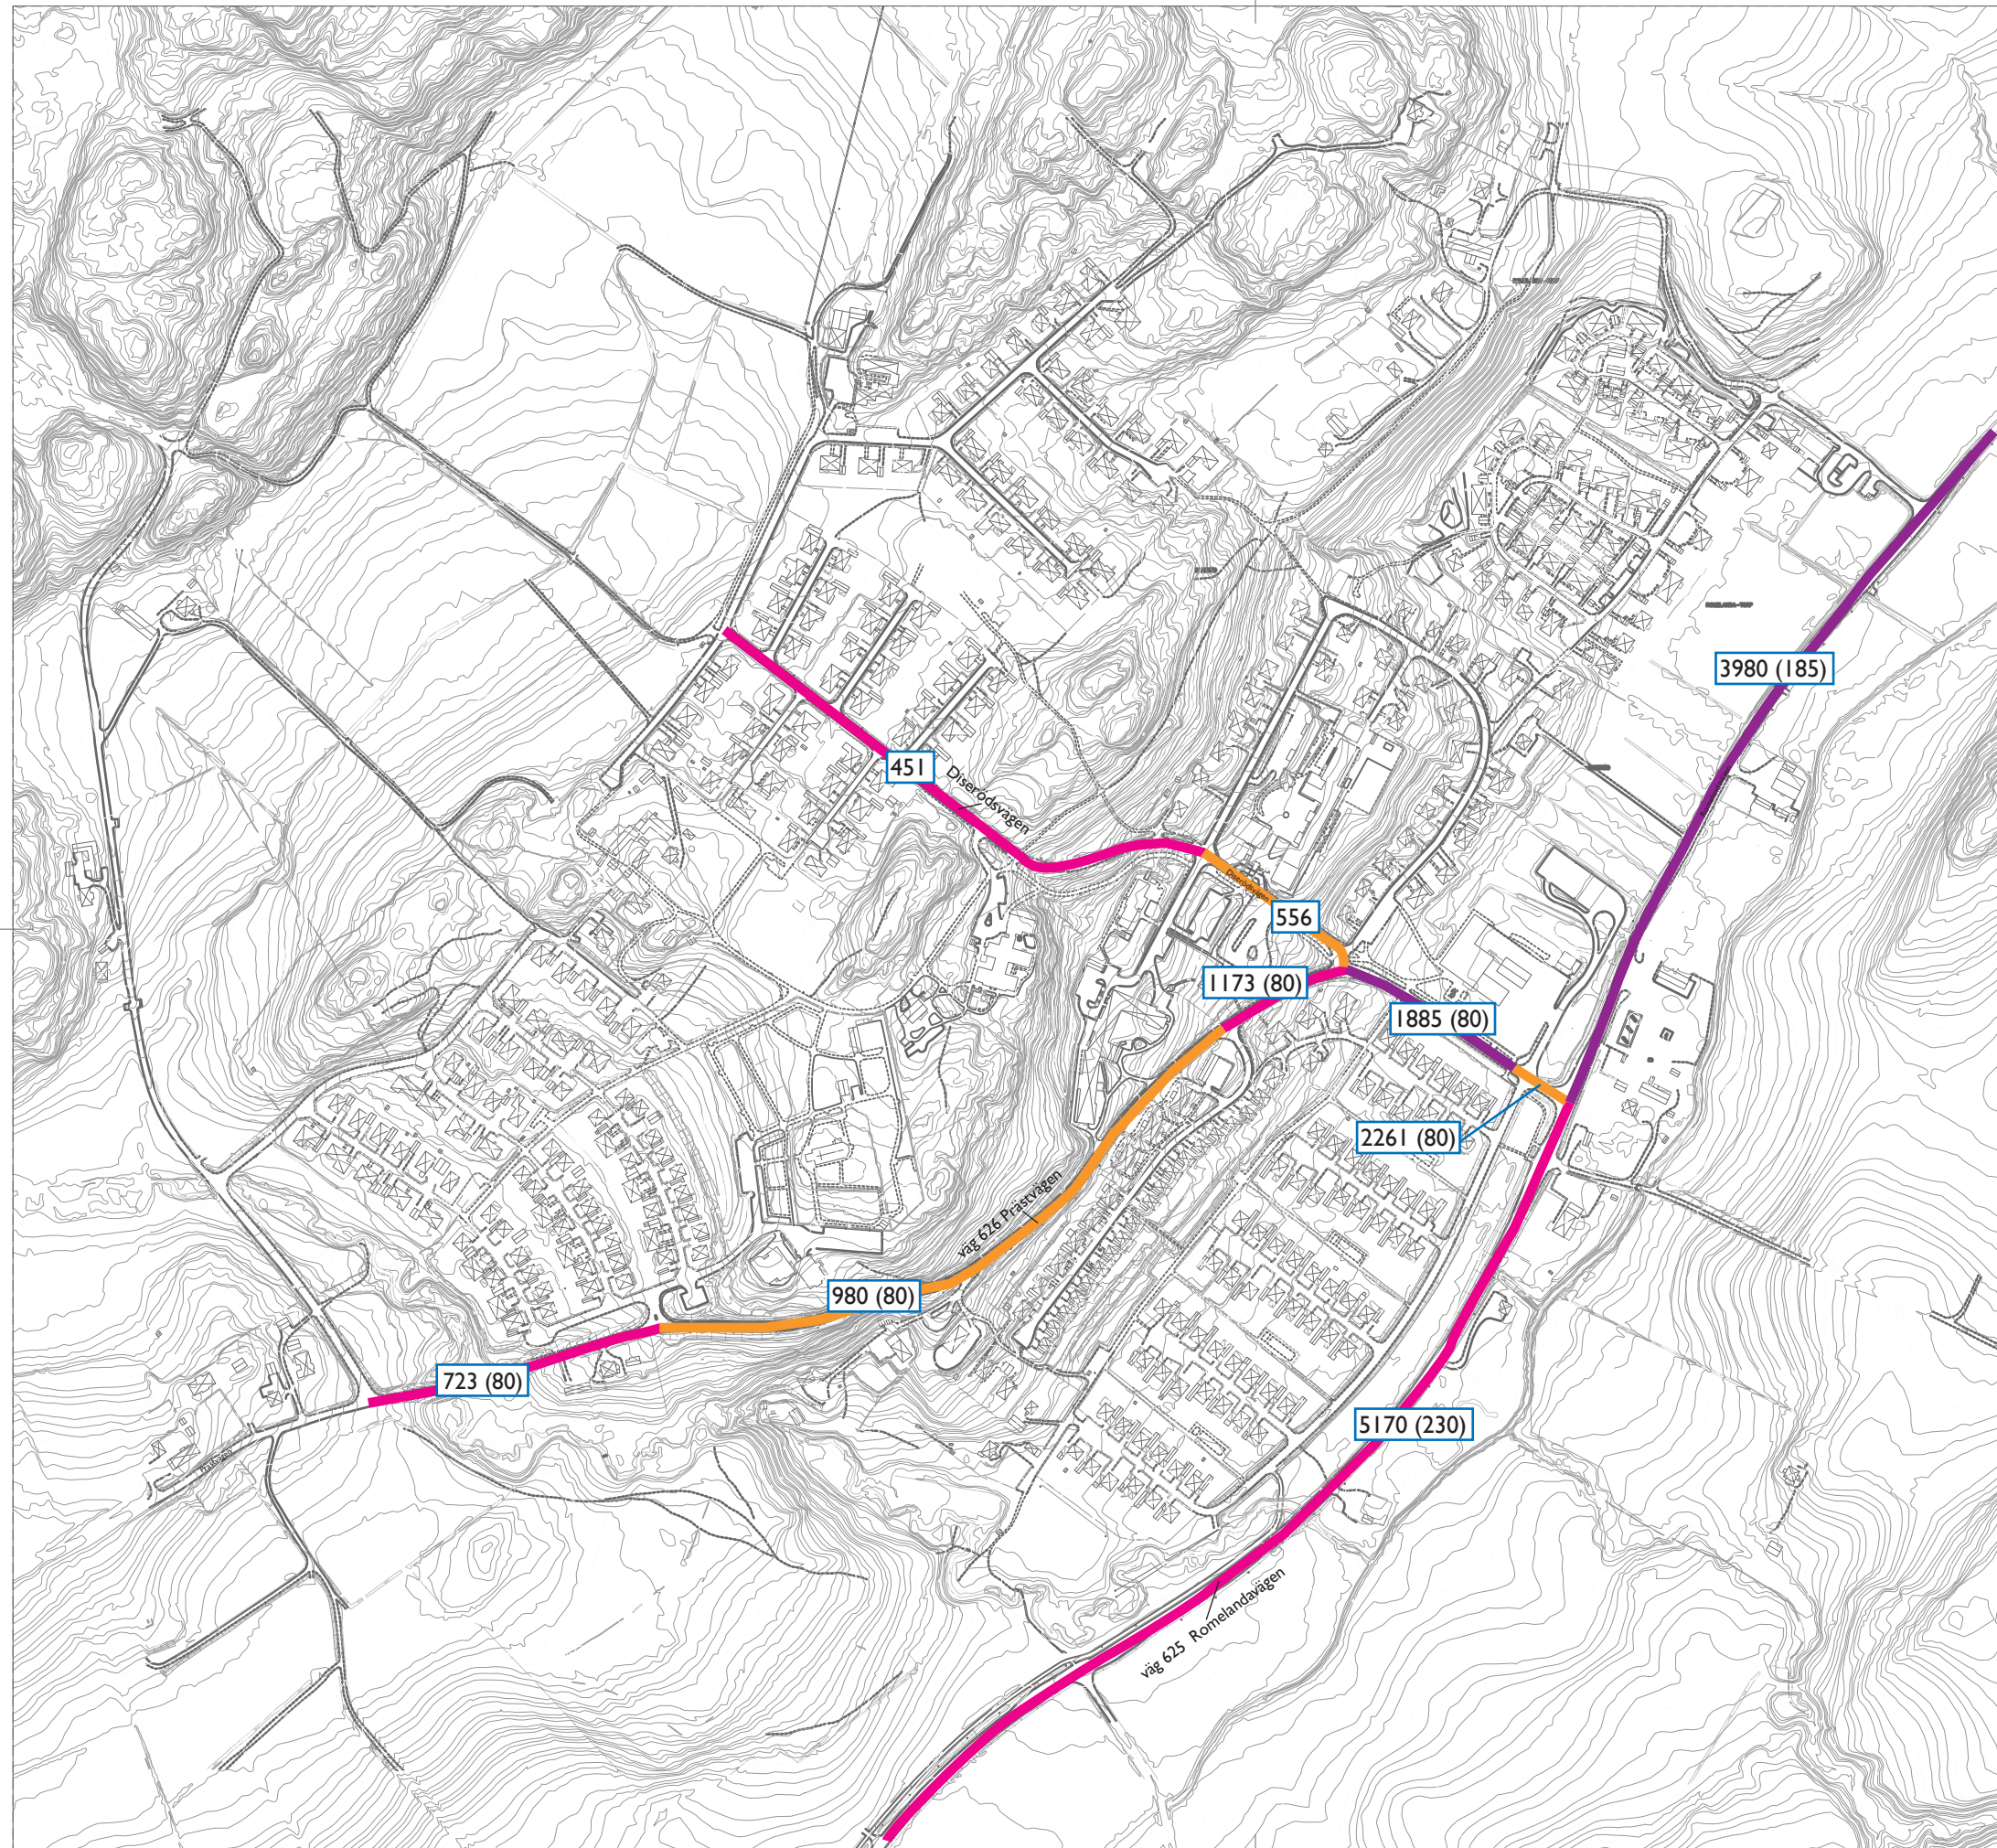 3980 (185)
451
Diserödsvägen
Diserödsvägen
556
1173 (80)
1885 (80)
2261 (80)
väg 626 Prästvägen
980 (80)
723 (80)
5170 (230)
väg 625 Romelandavägen